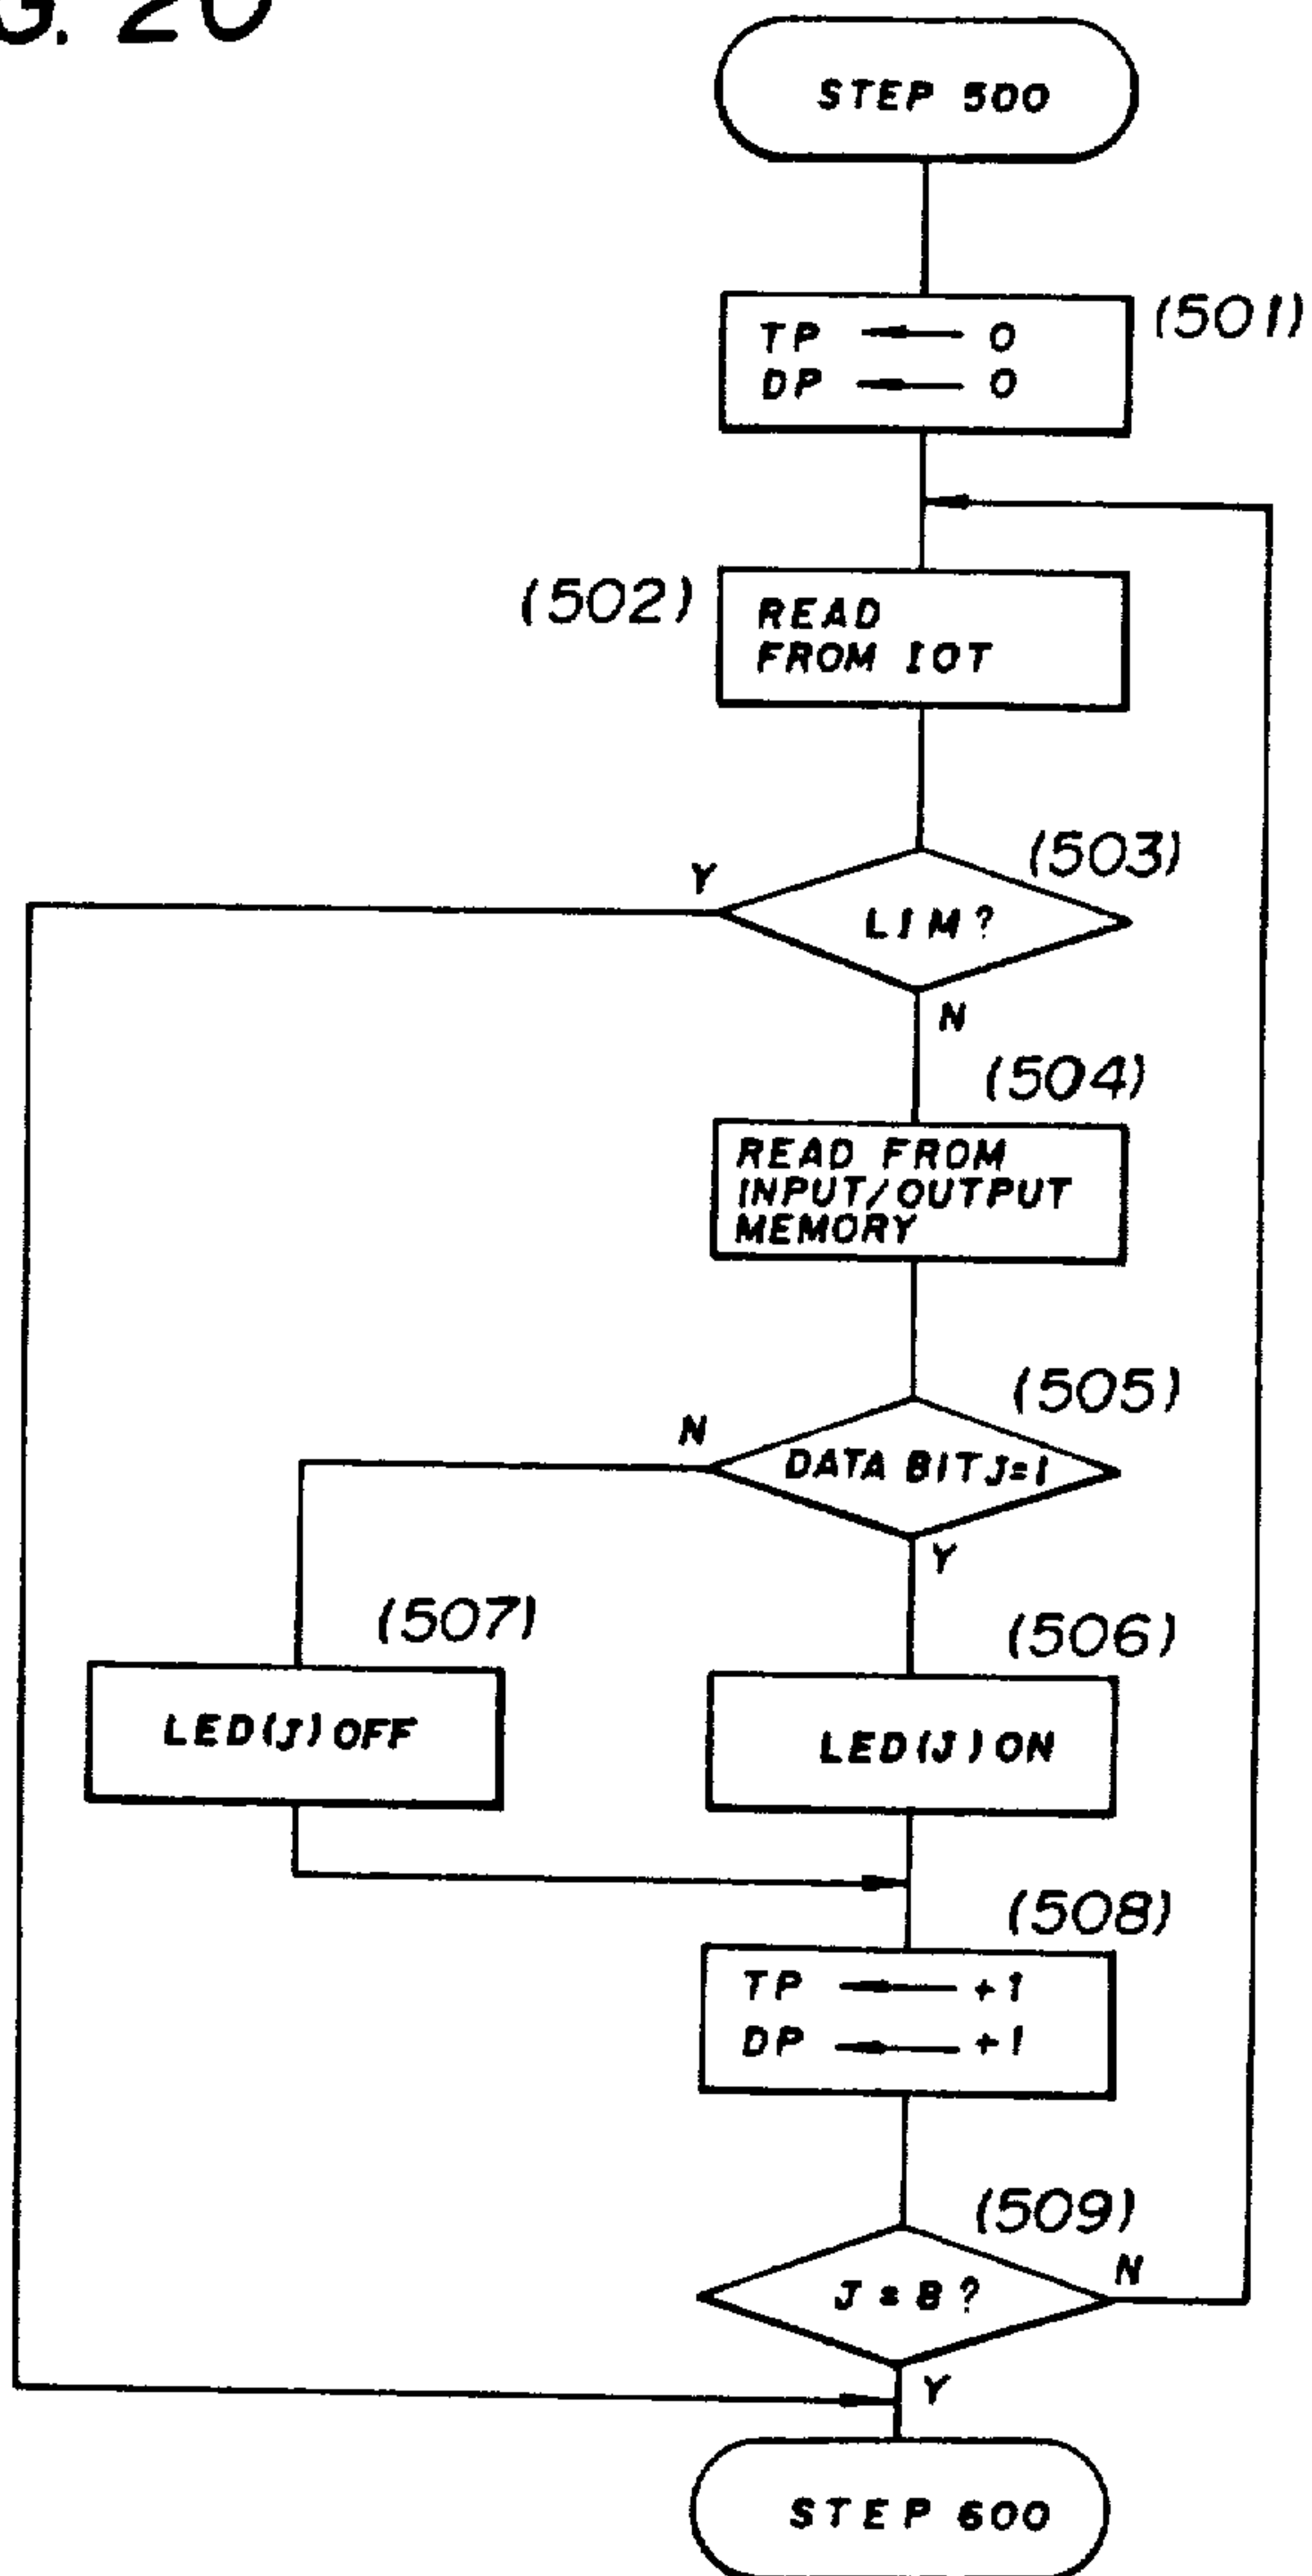 G. 20
STEP 500
TP ← 0
DP ← 0
(501)
(502)
READ
FROM IOT
(503)
Y
LIM?
N
(504)
READ FROM
INPUT/OUTPUT
MEMORY
(505)
N
DATA BIT J=1
Y
(507)
(506)
LED(J) OFF
LED(J) ON
(508)
TP ← +1
DP ← +1
(509)
J = 8?
N
Y
STEP 600